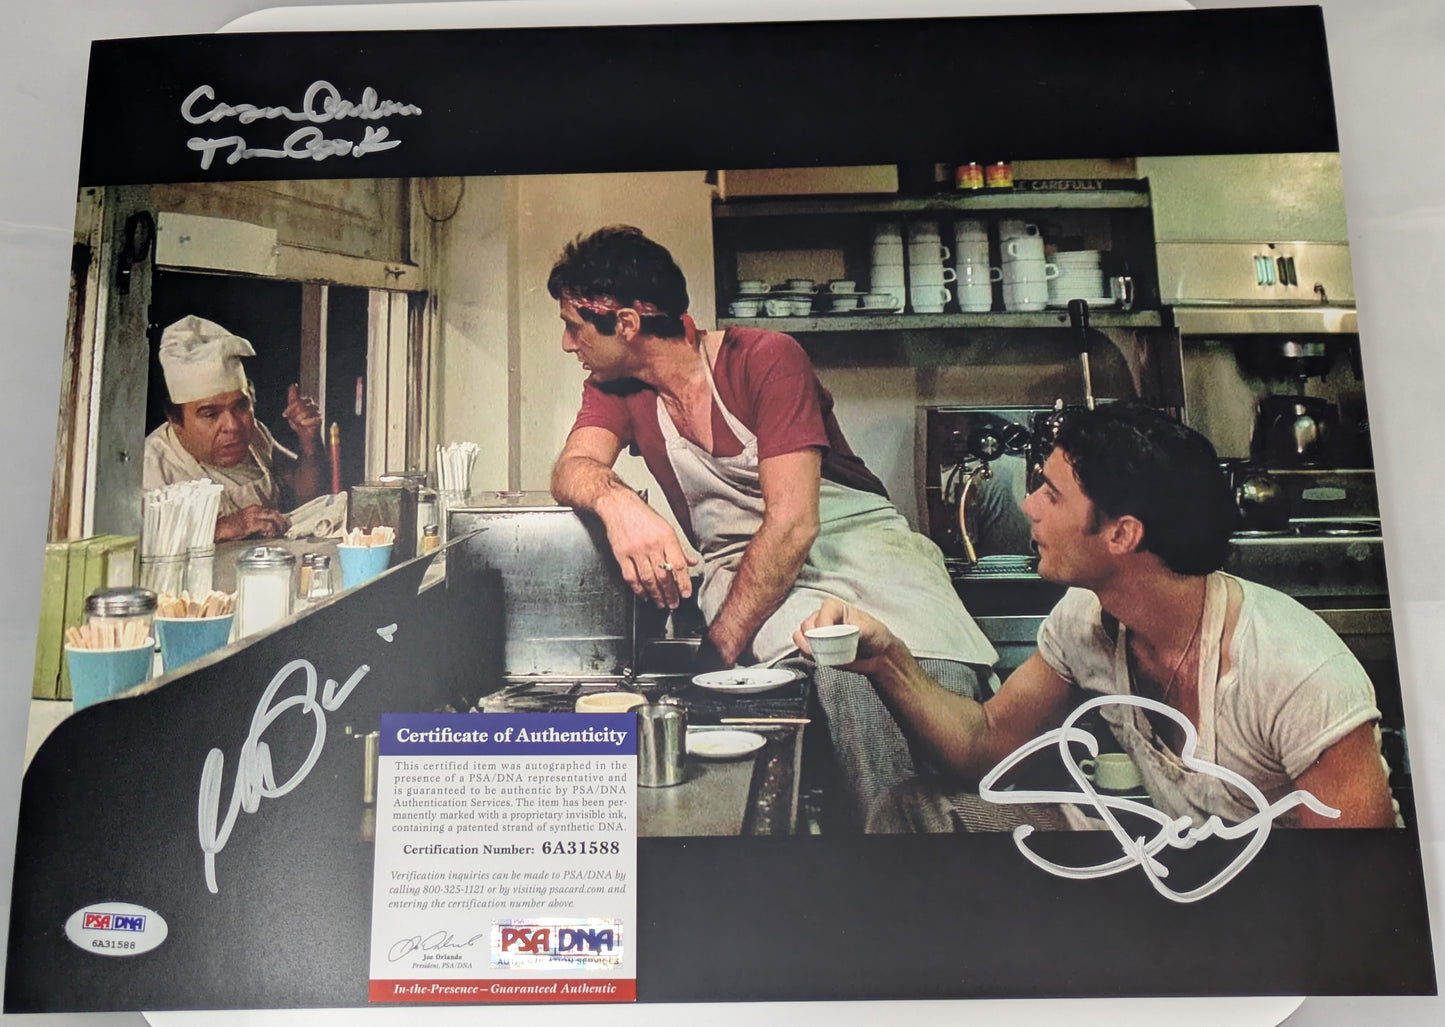 LE CAREFULLY
Certificate of Authenticity
This certified item was autographed in the
presence of a PSA/DNA representative and
is guaranteed to be authentic by PSA/DNA
Authentication Services. The item has been per-
manently marked with a proprietary invisible ink,
containing a patented strand of synthetic DNA.
Certification Number: 6A31588
Verification inquiries can be made to PSA/DNA by
calling 800-325-1121 or by visiting psacard.com and
entering the certification number above.
PSA DNA
Joe Orlando
President, PSA/DNA
In-the-Presence – Guaranteed Authentic
PSA DNA
6A31588